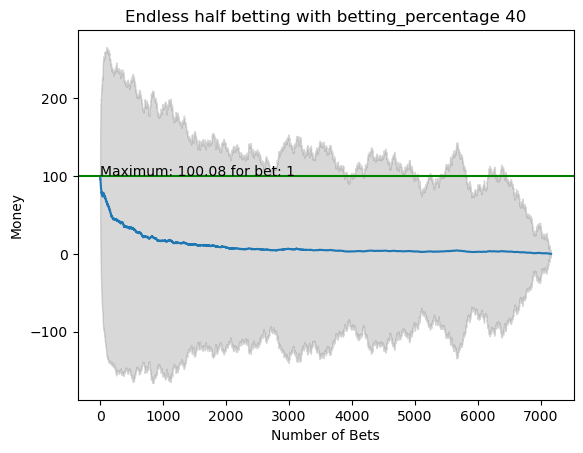 Endless half betting with betting_percentage 40
Money
200
100
0
−100
Maximum: 100.08 for bet: 1
0 1000 2000 3000 4000 5000 6000 7000
Number of Bets